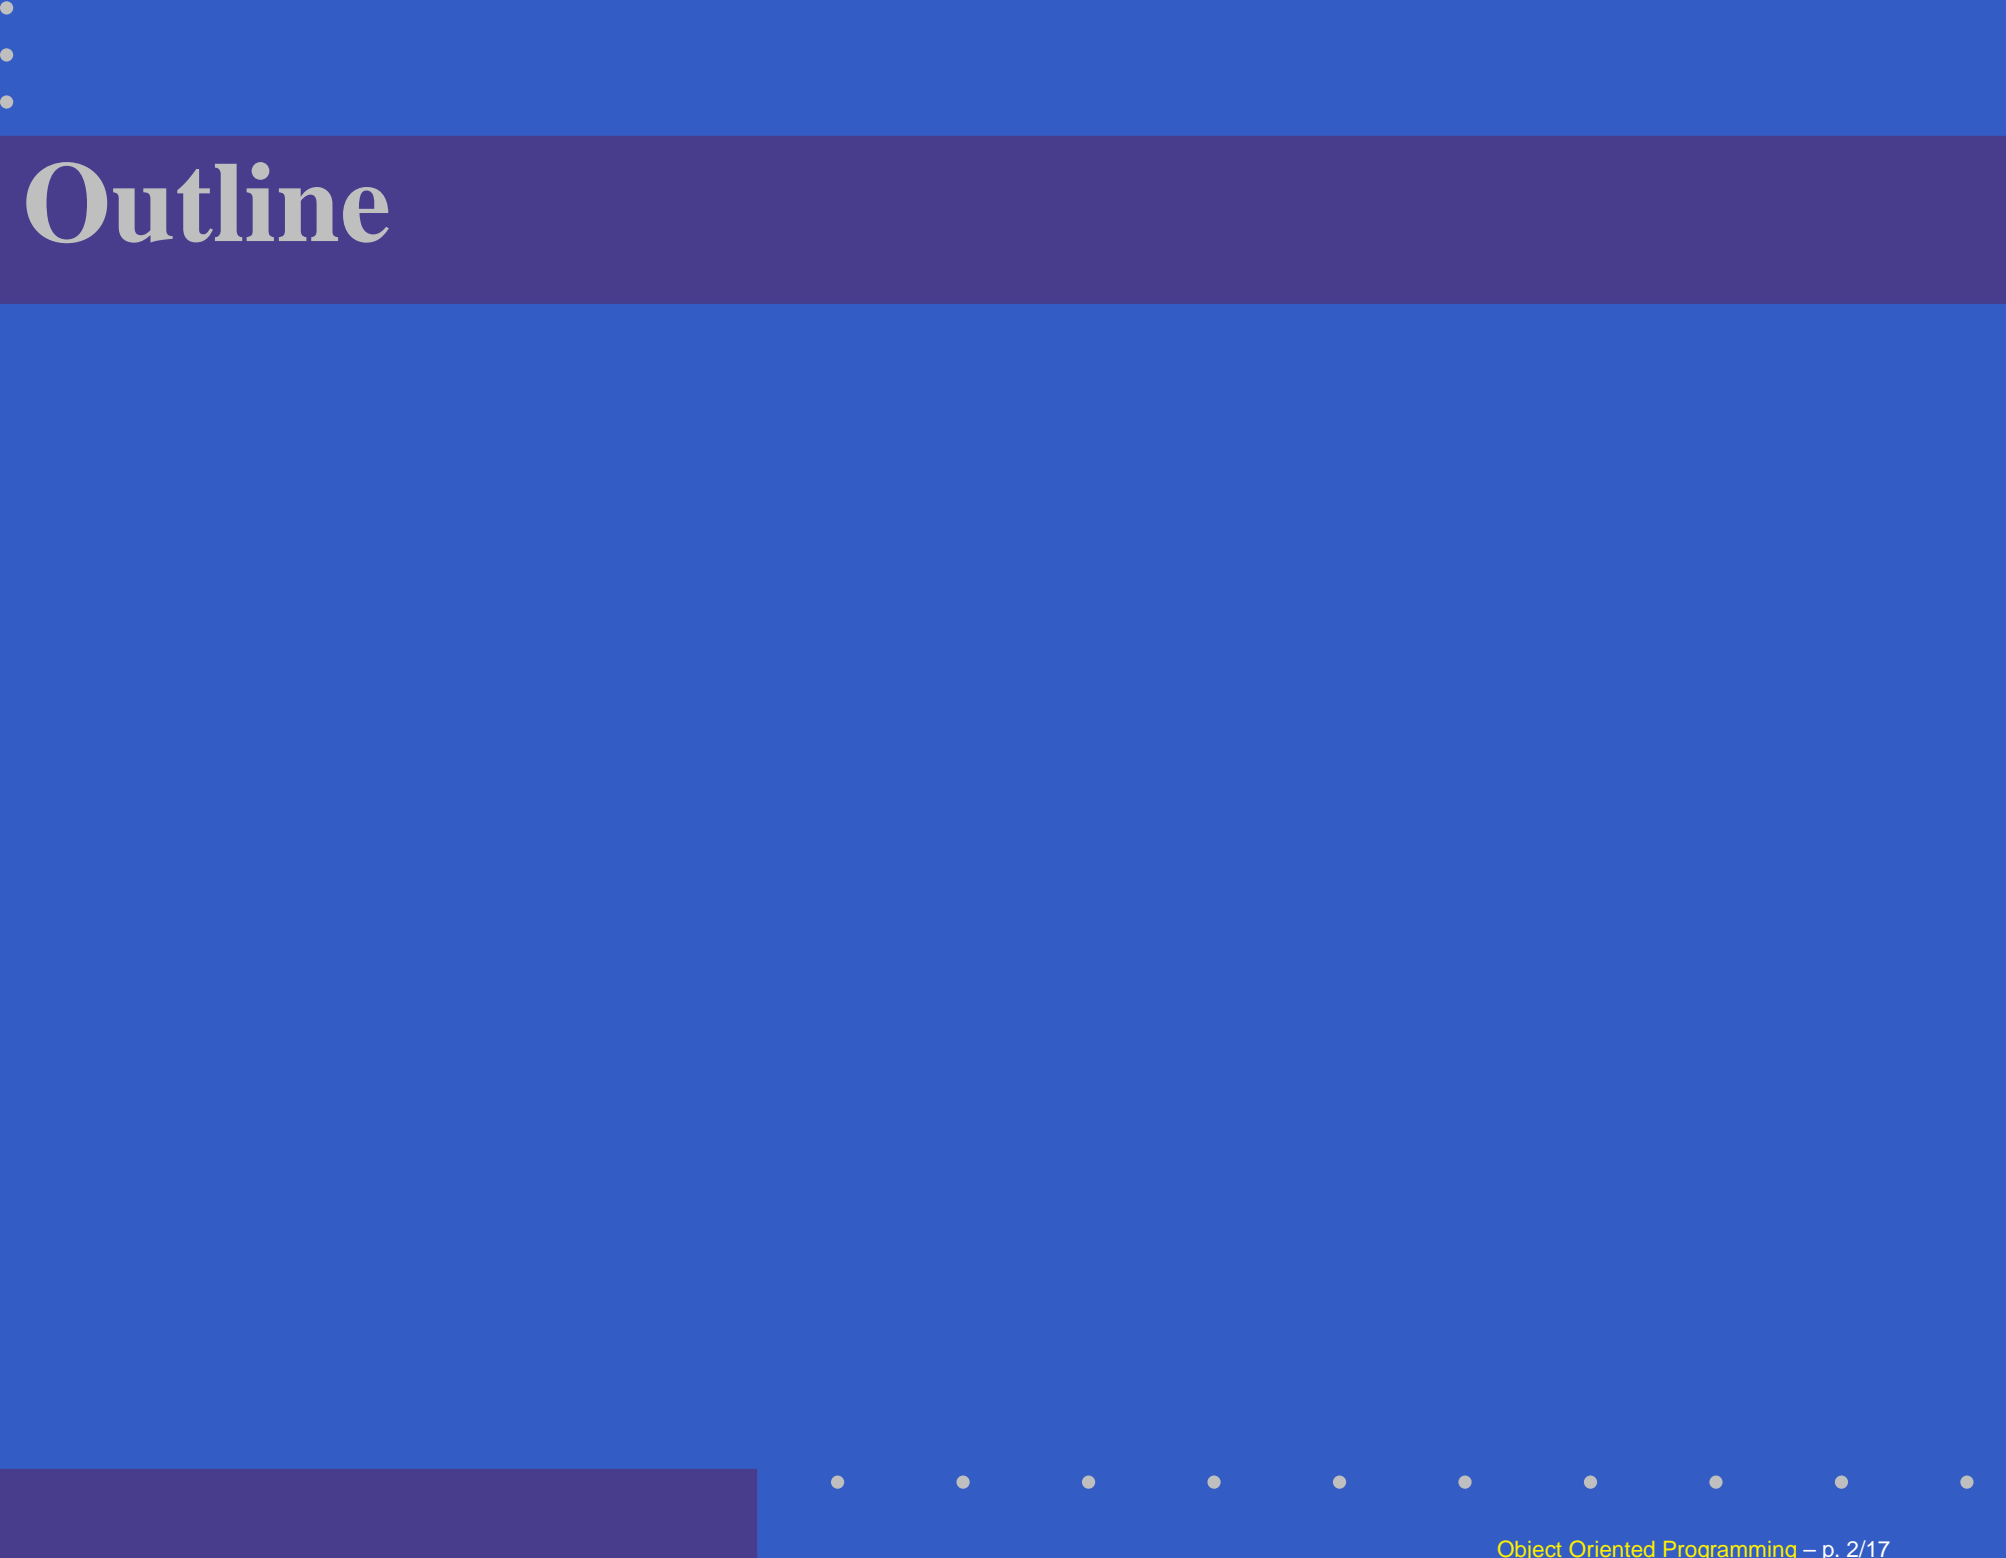 Outline
Object Oriented Programming – p. 2/17